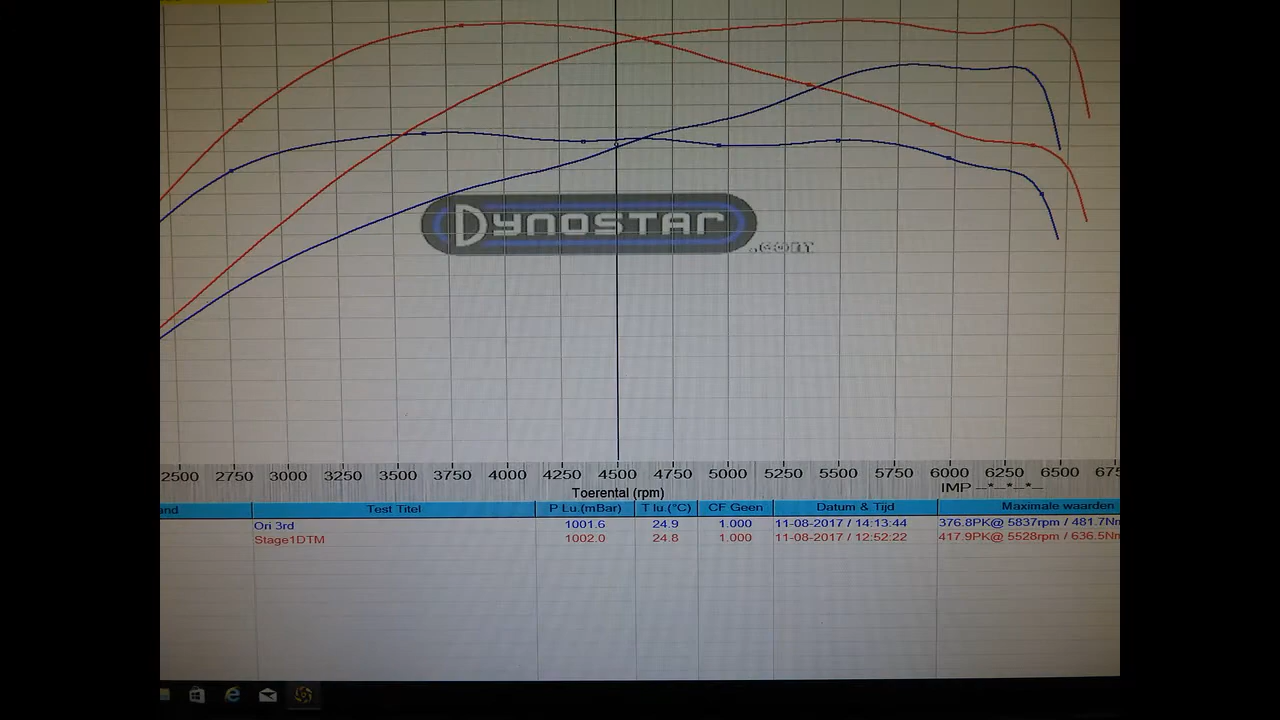 DYNOSTAR
.com
2500 2750 3000 3250 3500 3750 4000 4250 4500 4750 5000 5250 5500 5750 6000 6250 6500 675
IMP --*--*--*--
Toerental (rpm)
and Test Titel P Lu.(mBar) T lu.(°C) CF Geen Datum & Tijd Maximale waarden
Ori 3rd 1001.6 24.9 1.000 11-08-2017 / 14:13:44 376.8PK@ 5837rpm / 481.7Nm
Stage1DTM 1002.0 24.8 1.000 11-08-2017 / 12:52:22 417.9PK@ 5528rpm / 636.5Nm